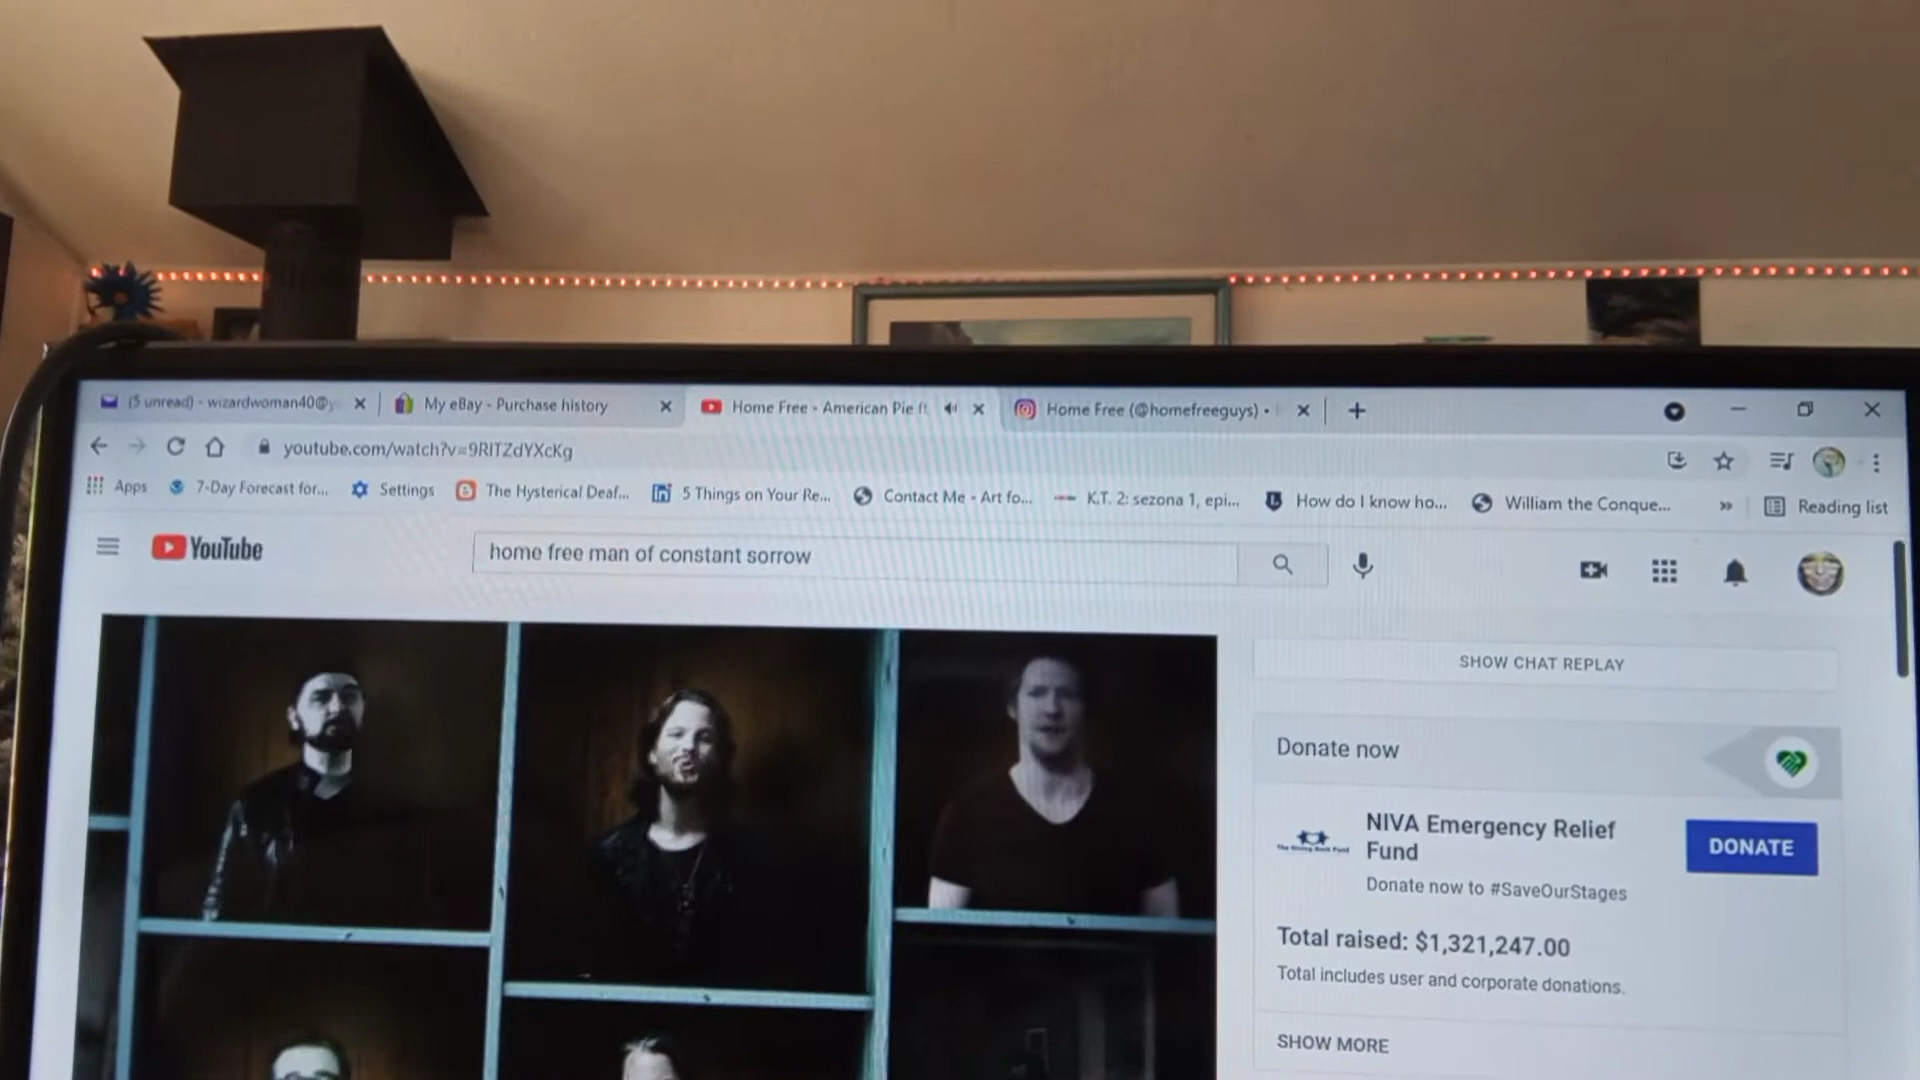 (5 unread) - wizardwoman40@y
My eBay - Purchase history
Home Free - American Pie ft
Home Free (@homefreeguys) •
youtube.com/watch?v=9RITZdYXcKg
Apps
7-Day Forecast for...
Settings
The Hysterical Deaf...
5 Things on Your Re...
Contact Me - Art fo...
K.T. 2: sezona 1, epi...
How do I know ho...
William the Conque...
Reading list
YouTube
home free man of constant sorrow
SHOW CHAT REPLAY
Donate now
NIVA Emergency Relief
Fund
DONATE
Donate now to #SaveOurStages
Total raised: $1,321,247.00
Total includes user and corporate donations.
SHOW MORE